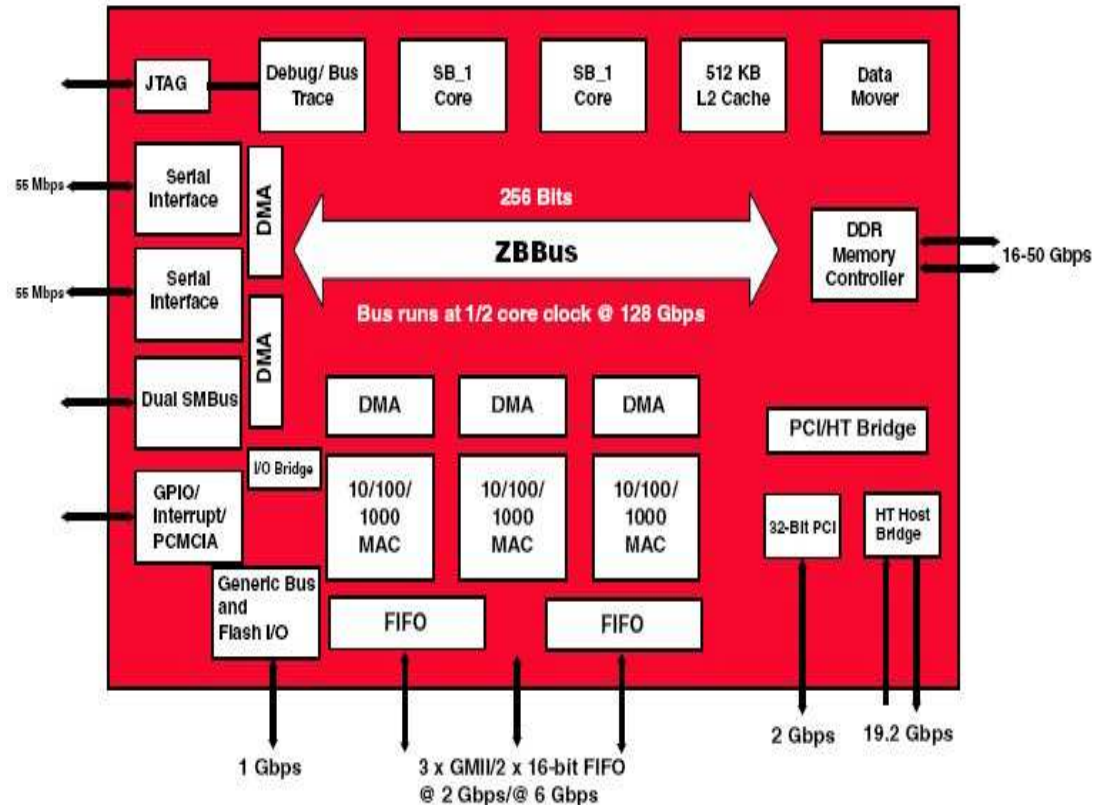 JTAG
Debug/ Bus
Trace
SB_1
Core
SB_1
Core
512 KB
L2 Cache
Data
Mover
55 Mbps
Serial
Interface
DMA
256 Bits
ZBBus
Bus runs at 1/2 core clock @ 128 Gbps
DDR
Memory
Controller
16-50 Gbps
55 Mbps
Serial
Interface
DMA
Dual SMBus
I/O Bridge
GPIO/
Interrupt/
PCMCIA
Generic Bus
and
Flash I/O
DMA
DMA
DMA
10/100/
1000
MAC
10/100/
1000
MAC
10/100/
1000
MAC
FIFO
FIFO
PCI/HT Bridge
32-Bit PCI
HT Host
Bridge
1 Gbps
3 x GMII/2 x 16-bit FIFO
@ 2 Gbps/@ 6 Gbps
2 Gbps
19.2 Gbps